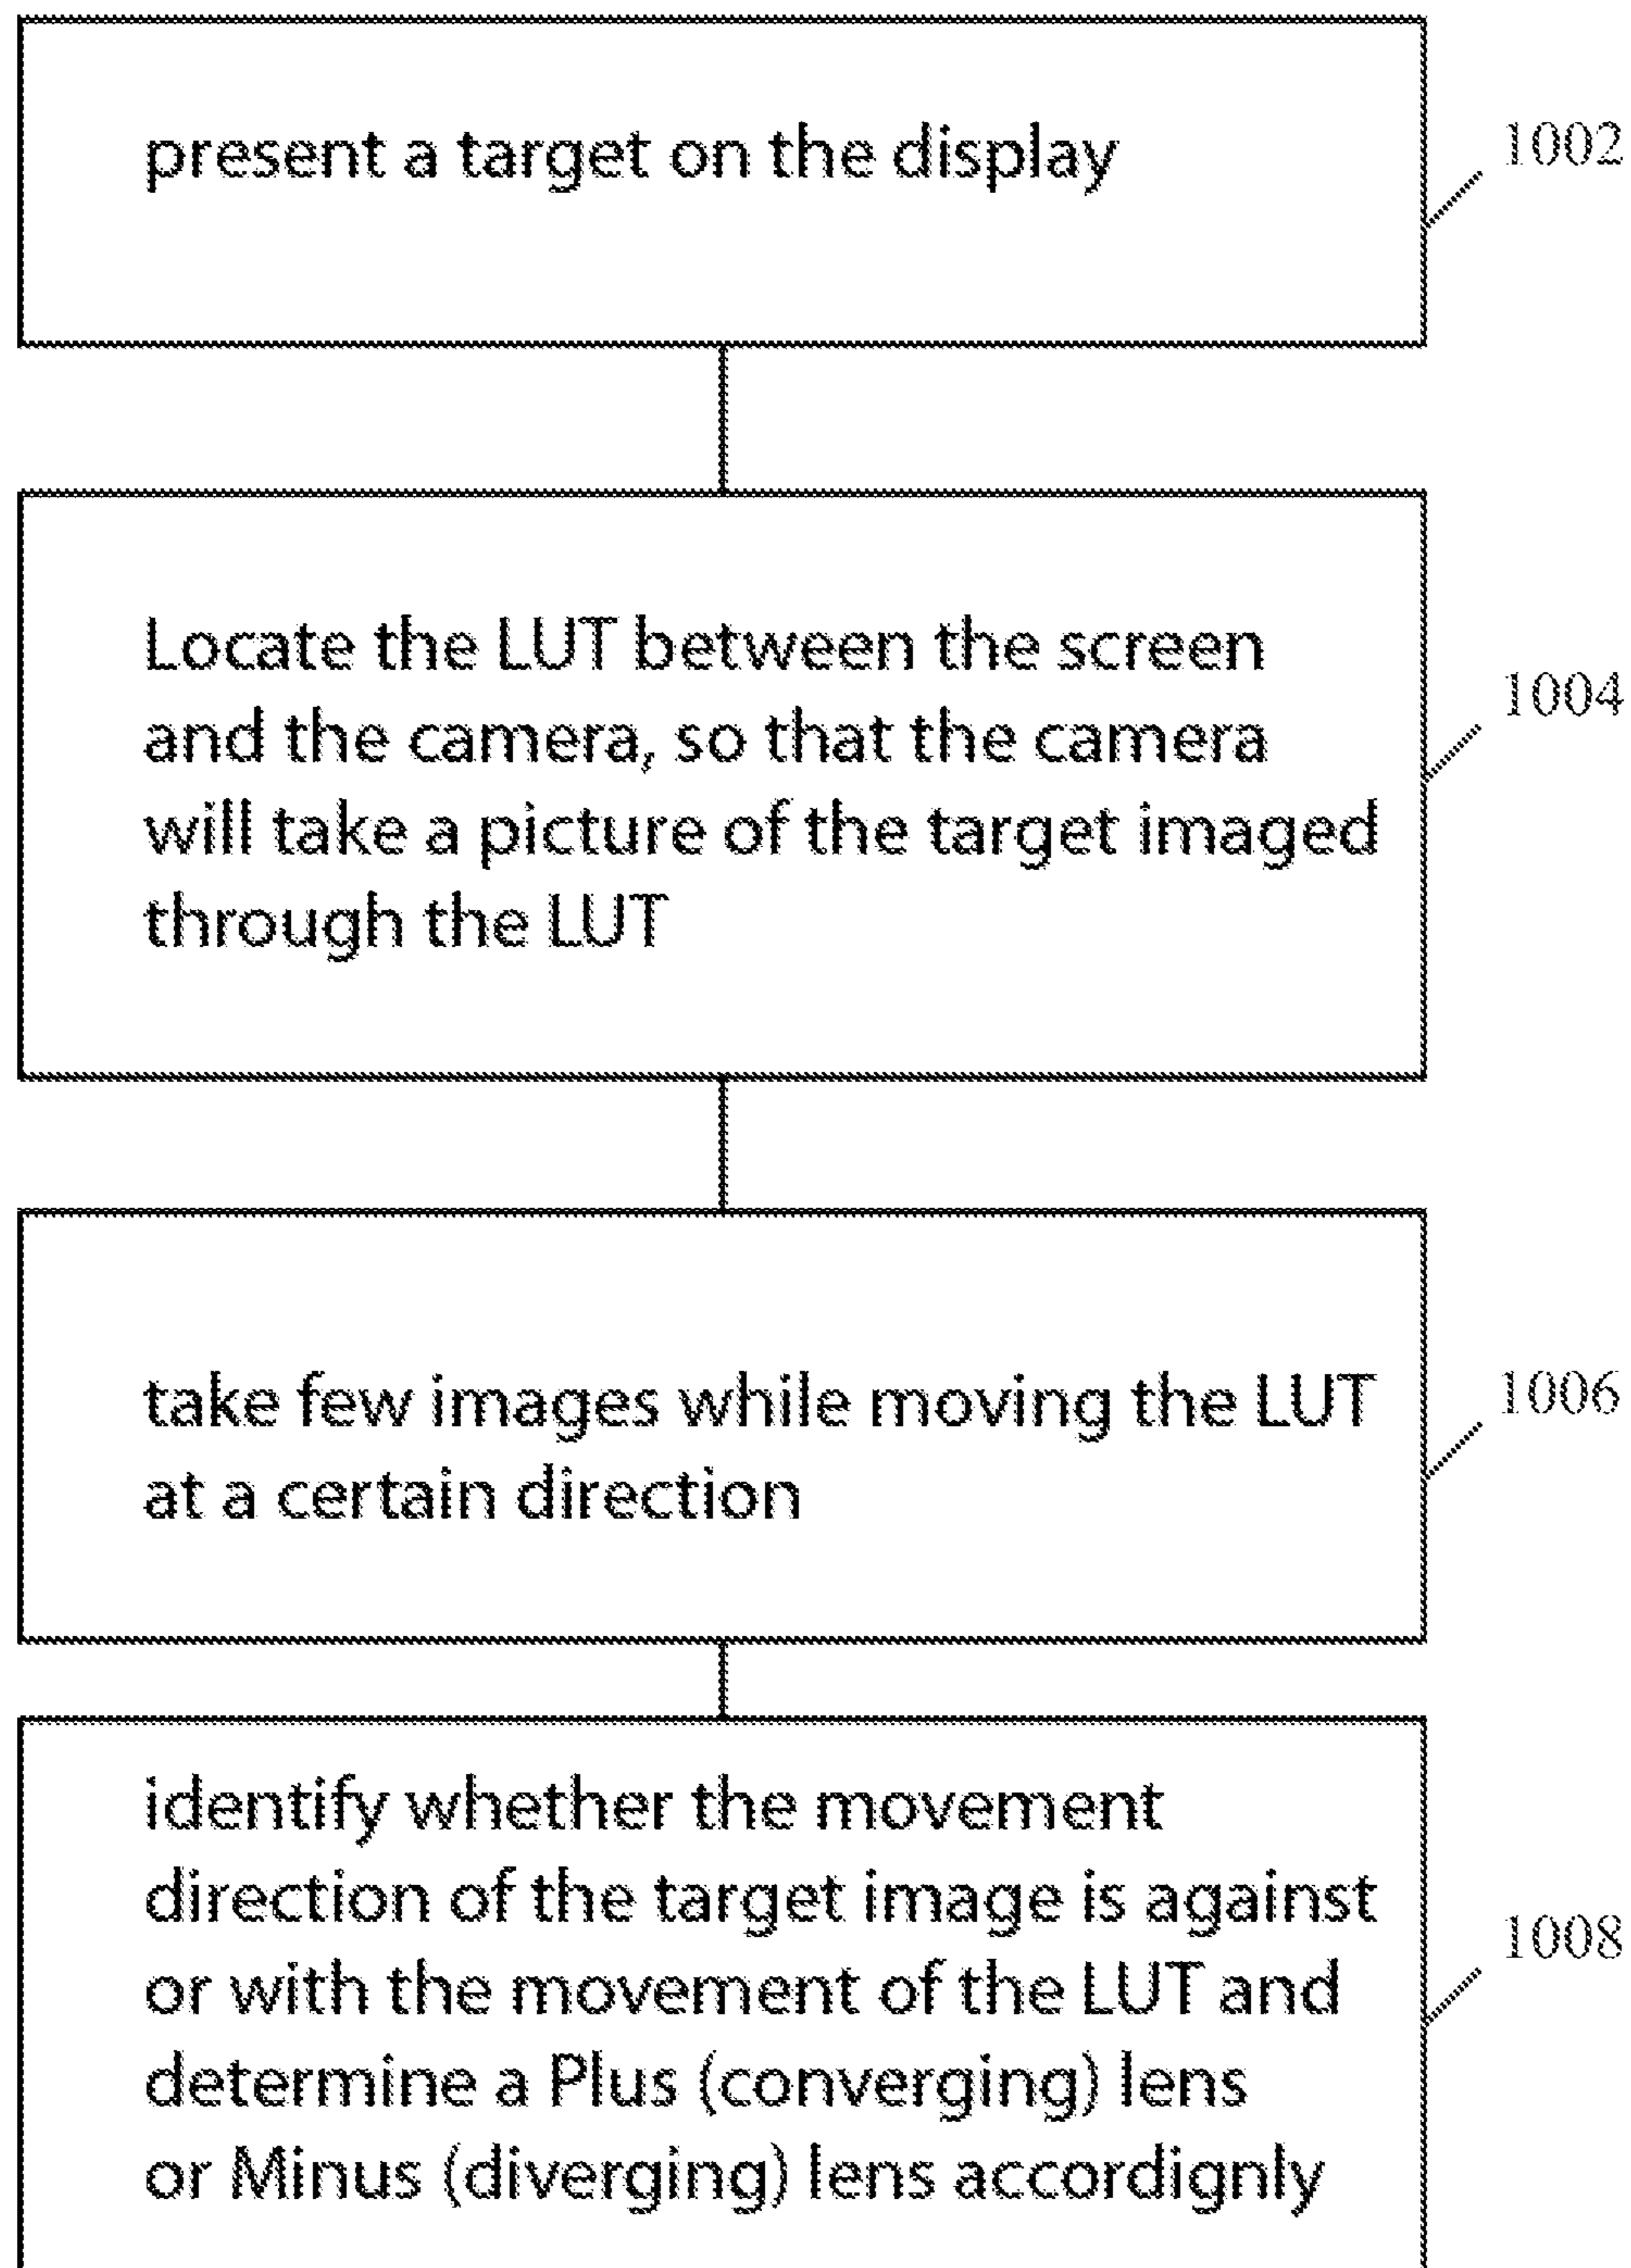 present a target on the display
1002
Locate the LUT between the screen
and the camera, so that the camera
will take a picture of the target imaged
through the LUT
1004
take few images while moving the LUT
at a certain direction
1006
identify whether the movement
direction of the target image is against
or with the movement of the LUT and
determine a Plus (converging) lens
or Minus (diverging) lens accordignly
1008